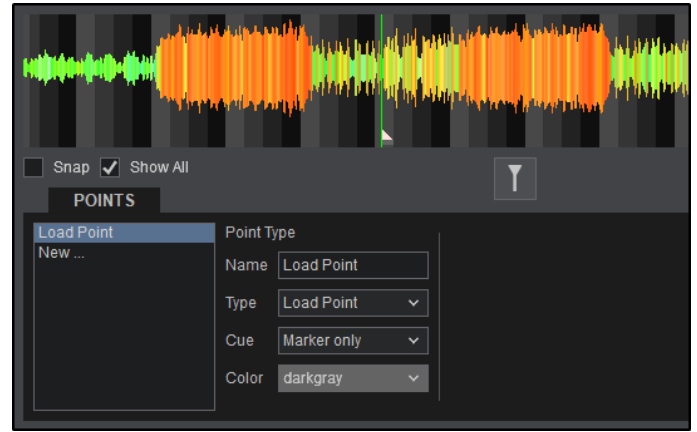 Snap Show All
POINTS
Load Point
New ...
Point Type
Name Load Point
Type Load Point
Cue Marker only
Color darkgray